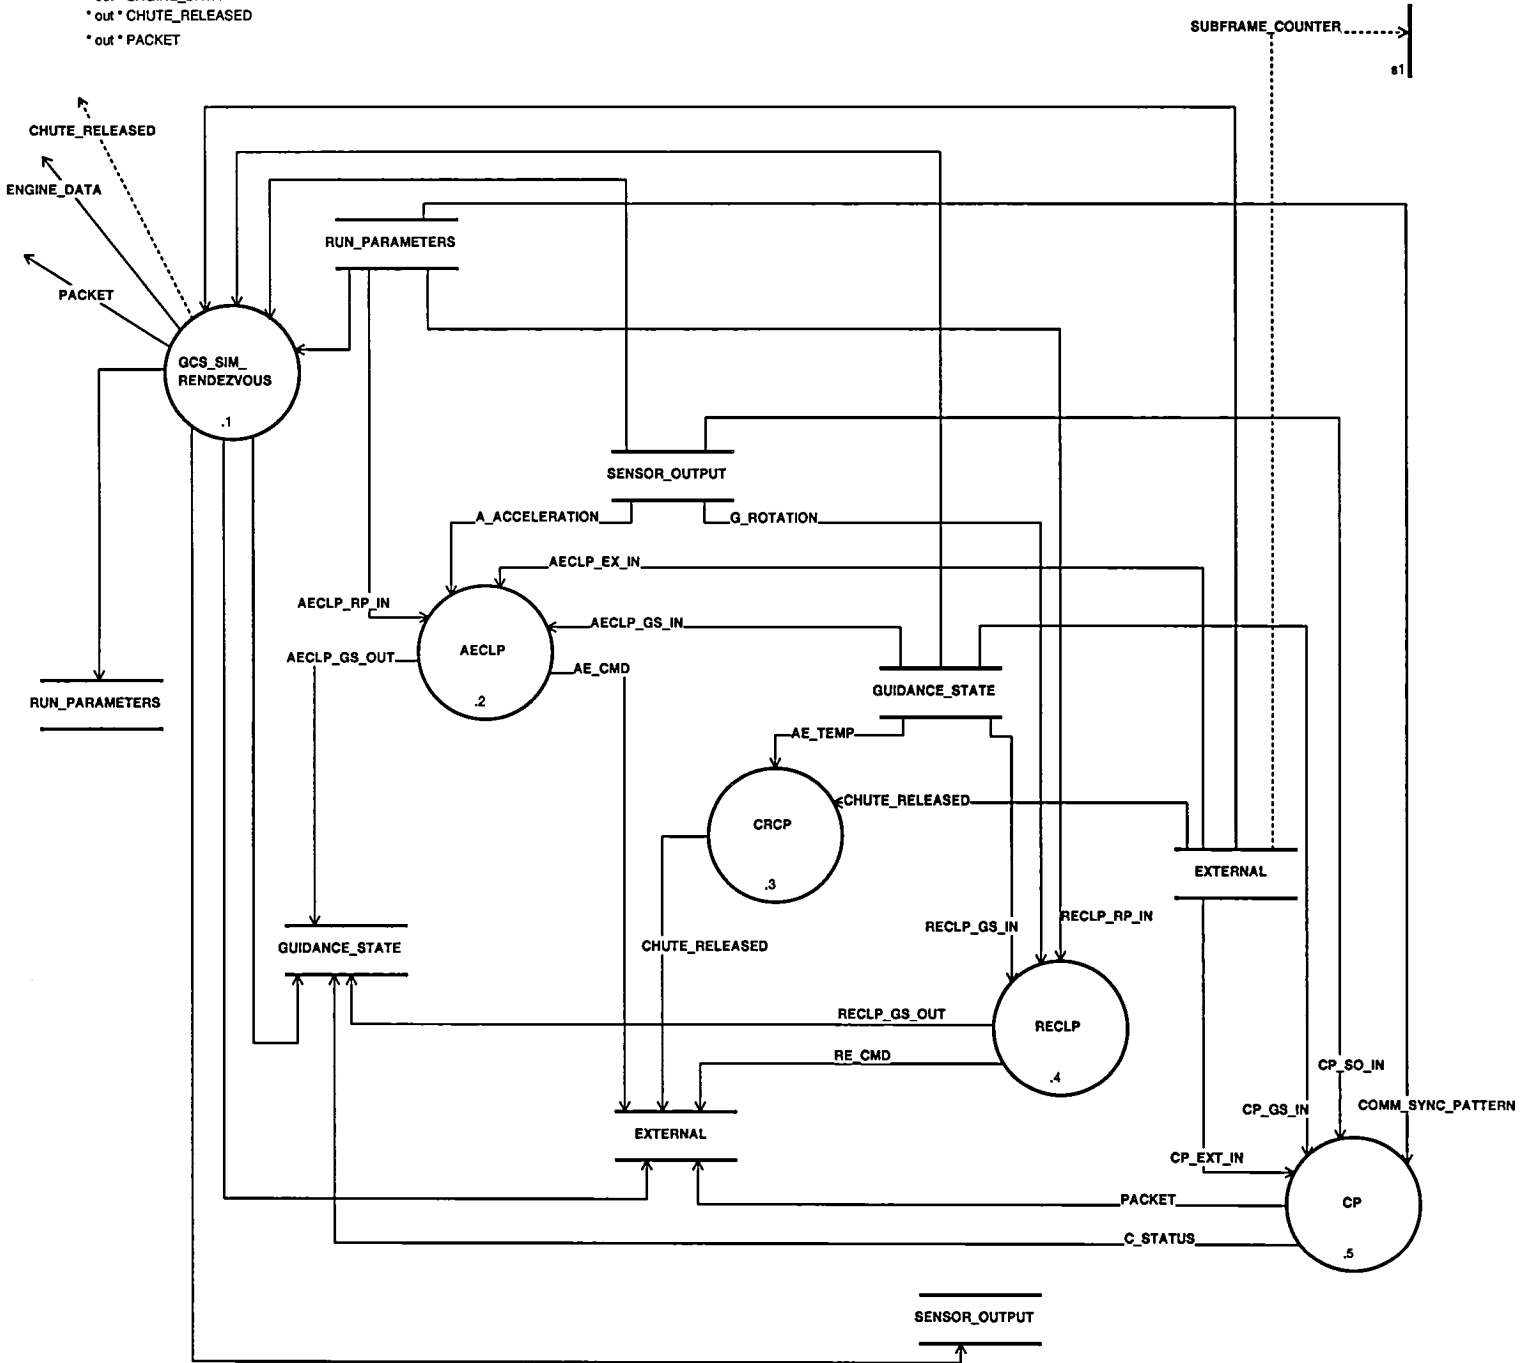 * out * CHUTE_RELEASED
* out * PACKET
SUBFRAME_COUNTER
s1
CHUTE_RELEASED
ENGINE_DATA
PACKET
RUN_PARAMETERS
GCS_SIM_
RENDEZVOUS
.1
SENSOR_OUTPUT
A_ACCELERATION
G_ROTATION
AECLP_EX_IN
AECLP_RP_IN
AECLP_GS_IN
AECLP
.2
AECLP_GS_OUT
AE_CMD
GUIDANCE_STATE
RUN_PARAMETERS
AE_TEMP
CHUTE_RELEASED
CRCP
.3
EXTERNAL
RECLP_GS_IN
RECLP_RP_IN
CHUTE_RELEASED
GUIDANCE_STATE
RECLP_GS_OUT
RECLP
.4
RE_CMD
CP_SO_IN
CP_GS_IN
COMM_SYNC_PATTERN
EXTERNAL
CP_EXT_IN
PACKET
CP
.5
C_STATUS
SENSOR_OUTPUT